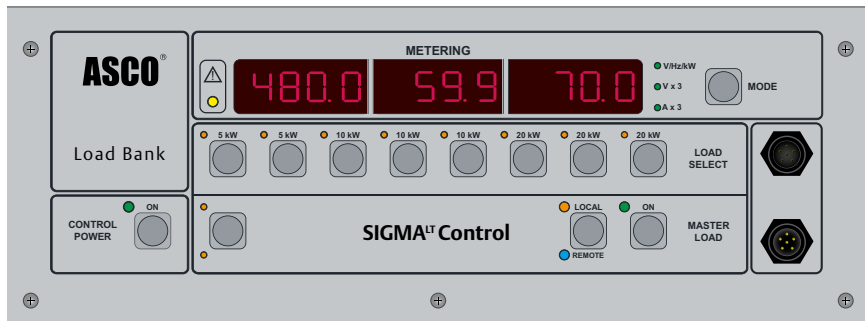 ASCO®
Load Bank
METERING
480.0 59.9 70.0
V/Hz/kW
V x 3
A x 3
MODE
5 kW 5 kW 10 kW 10 kW 10 kW 20 kW 20 kW 20 kW
LOAD
SELECT
CONTROL
POWER
ON
SIGMALT Control
LOCAL
REMOTE
ON
MASTER
LOAD